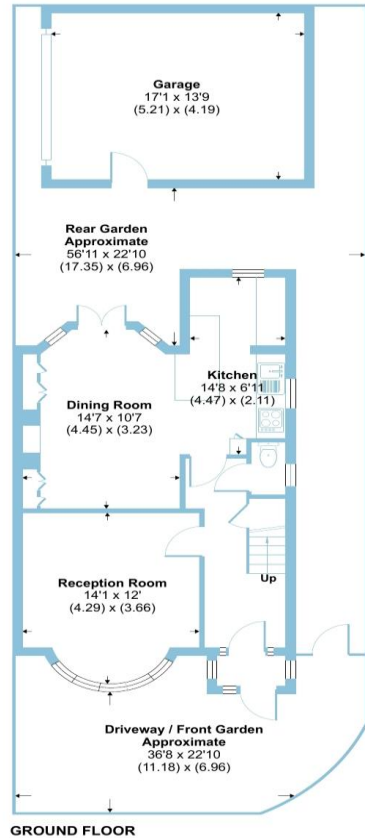 Garage
17'1 x 13'9
(5.21) x (4.19)
Rear Garden
Approximate
56'11 x 22'10
(17.35) x (6.96)
Kitchen
14'8 x 6'11
(4.47) x (2.11)
Dining Room
14'7 x 10'7
(4.45) x (3.23)
Reception Room
14'1 x 12'
(4.29) x (3.66)
Up
Driveway / Front Garden
Approximate
36'8 x 22'10
(11.18) x (6.96)
GROUND FLOOR